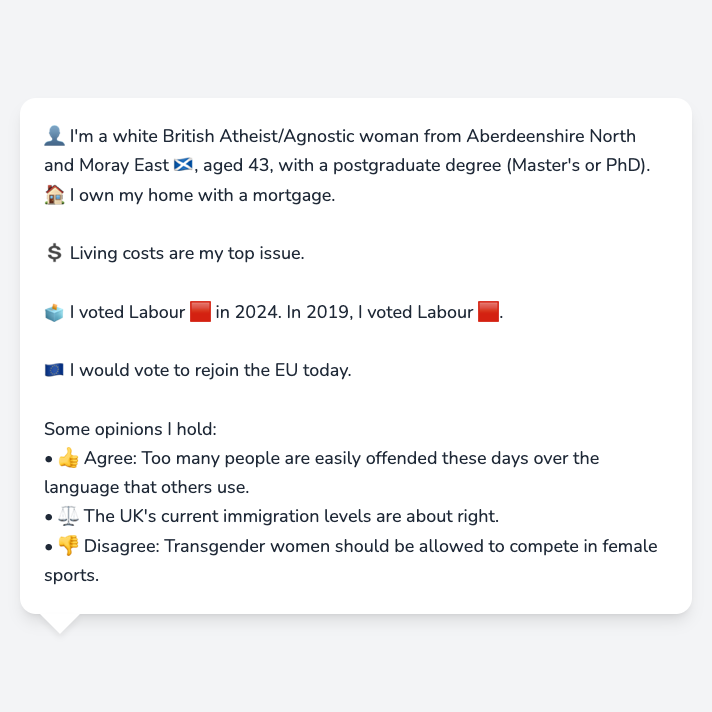 👤 I'm a white British Atheist/Agnostic woman from Aberdeenshire North
and Moray East 🏴󠁧󠁢󠁳󠁣󠁴󠁿, aged 43, with a postgraduate degree (Master's or PhD).
🏠 I own my home with a mortgage.
💲 Living costs are my top issue.
🗳️ I voted Labour 🟥 in 2024. In 2019, I voted Labour 🟥.
🇪🇺 I would vote to rejoin the EU today.
Some opinions I hold:
• 👍 Agree: Too many people are easily offended these days over the
language that others use.
• ⚖️ The UK's current immigration levels are about right.
• 👎 Disagree: Transgender women should be allowed to compete in female
sports.